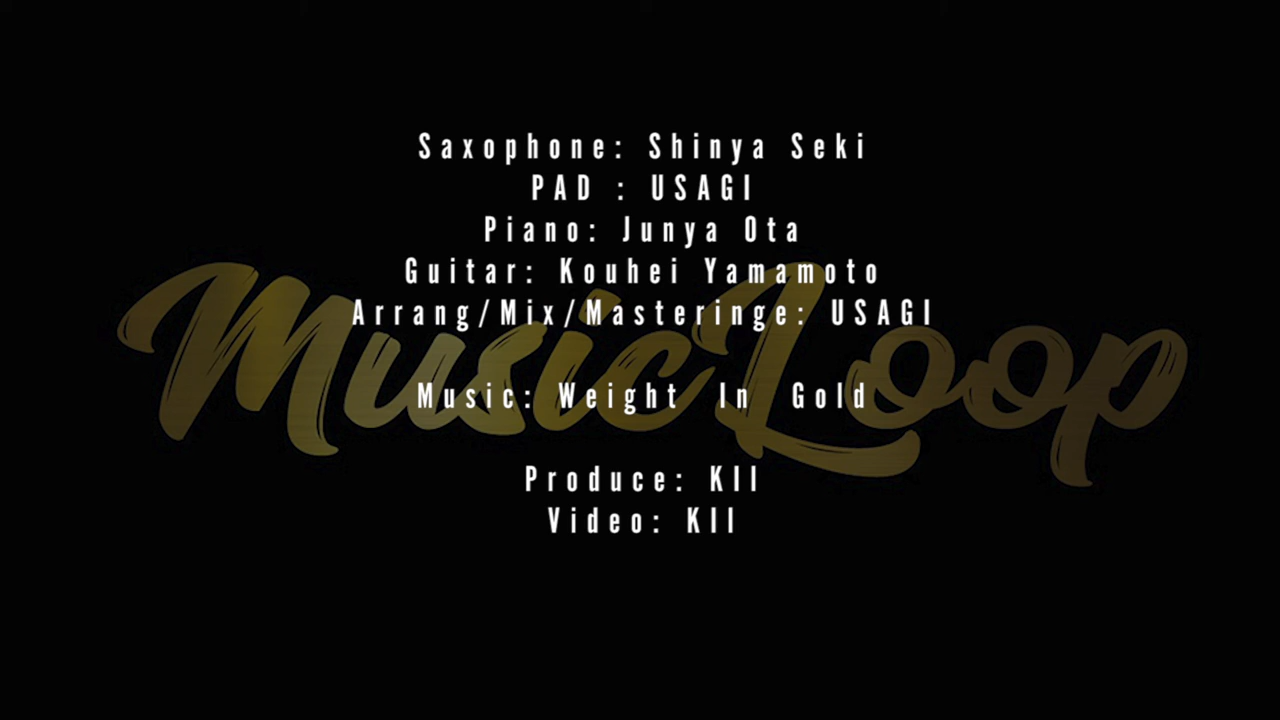 Saxophone: Shinya Seki
PAD : USAGI
Piano: Junya Ota
Guitar: Kouhei Yamamoto
Arrang/Mix/Masteringe: USAGI
MusicLoop
Music: Weight In Gold
Produce: KII
Video: KII